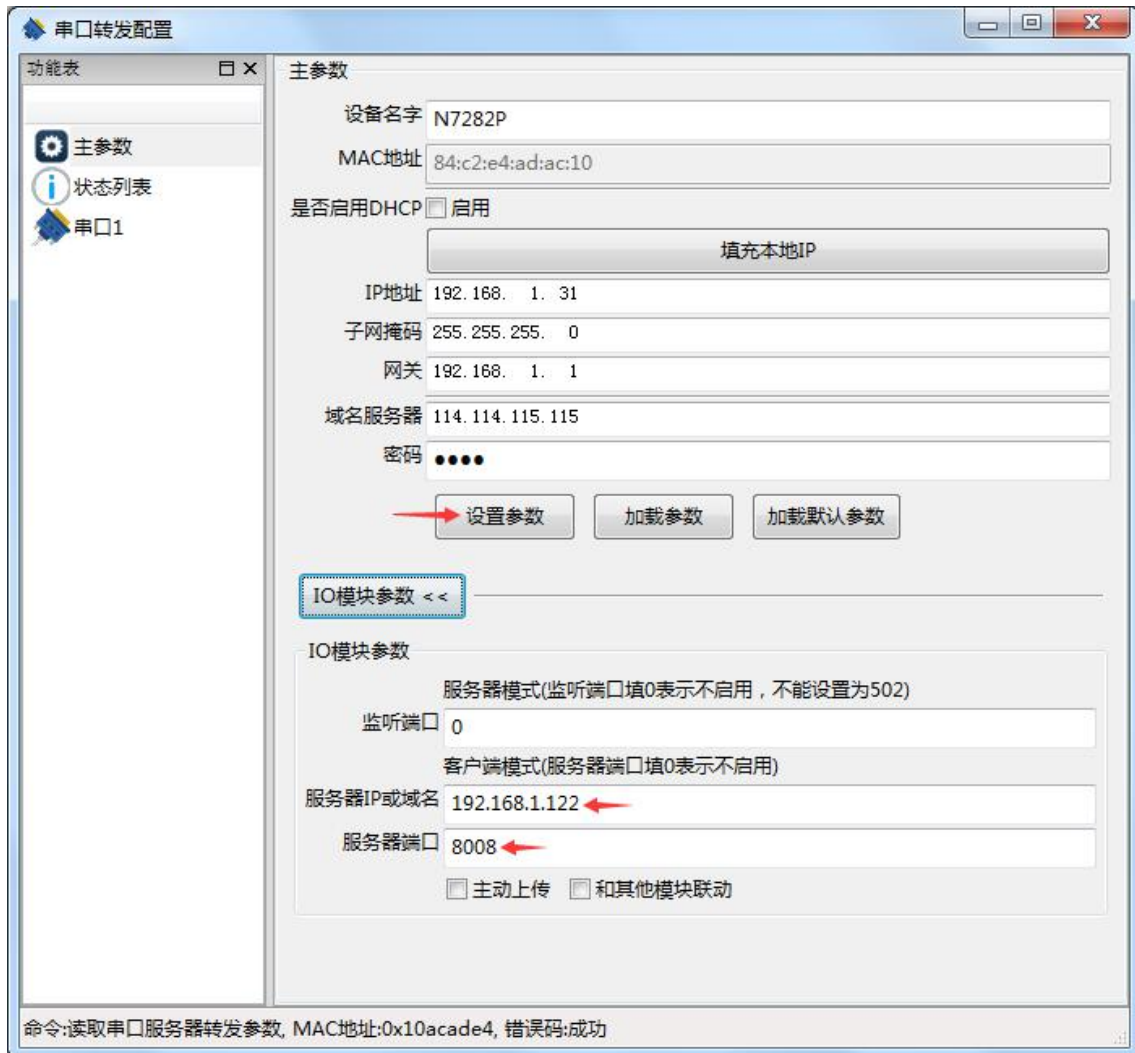 串口转发配置
功能表
主参数
状态列表
串口1
主参数
设备名字 N7282P
MAC地址 84:c2:e4:ad:ac:10
是否启用DHCP 启用
填充本地IP
IP地址 192.168. 1. 31
子网掩码 255.255.255. 0
网关 192.168. 1. 1
域名服务器 114.114.115.115
密码 ●●●●
设置参数 加载参数 加载默认参数
IO模块参数 <<
IO模块参数
服务器模式(监听端口填0表示不启用，不能设置为502)
监听端口 0
客户端模式(服务器端口填0表示不启用)
服务器IP或域名 192.168.1.122
服务器端口 8008
主动上传 和其他模块联动
命令:读取串口服务器转发参数, MAC地址:0x10acade4, 错误码:成功